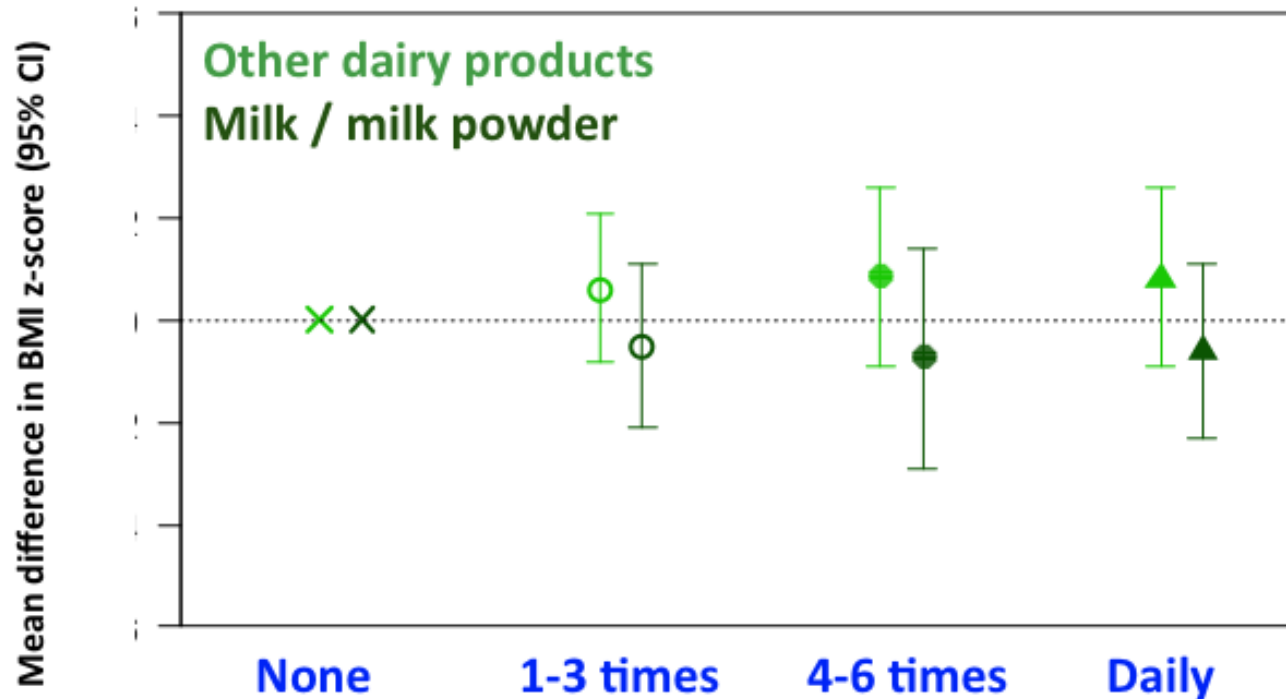 Mean difference in BMI z-score (95% CI)
Other dairy products
Milk / milk powder
None 1-3 times 4-6 times Daily